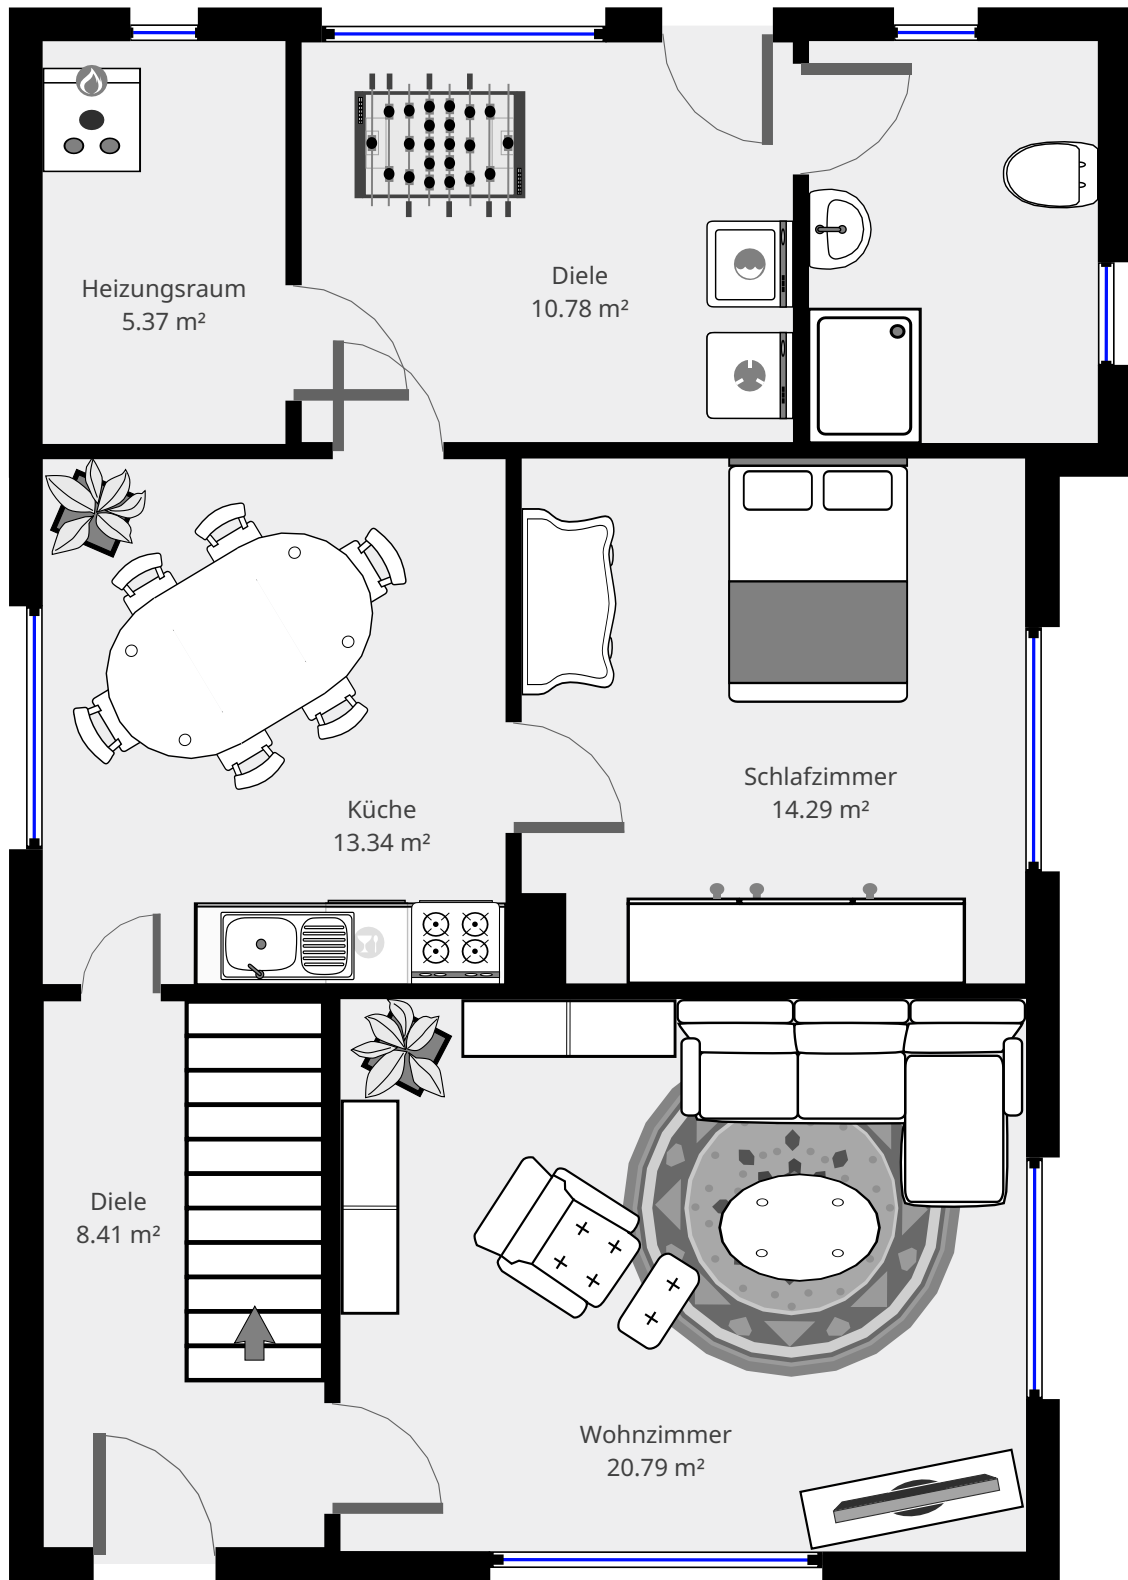 Heizungsraum
5.37 m²
Diele
10.78 m²
Schlafzimmer
14.29 m²
Küche
13.34 m²
Diele
8.41 m²
Wohnzimmer
20.79 m²